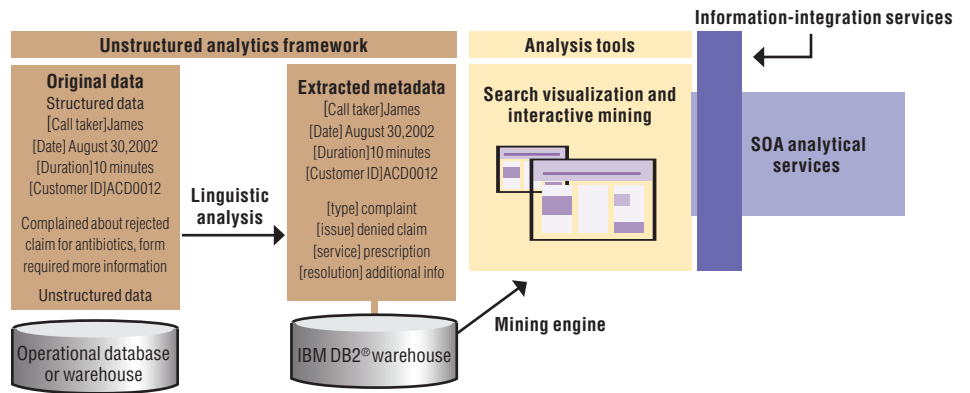 Information-integration services
Unstructured analytics framework
Analysis tools
Original data
Structured data
[Call taker]James
[Date] August 30,2002
[Duration]10 minutes
[Customer ID]ACD0012
Complained about rejected
claim for antibiotics, form
required more information
Unstructured data
Operational database
or warehouse
Linguistic
analysis
Extracted metadata
[Call taker]James
[Date] August 30,2002
[Duration]10 minutes
[Customer ID]ACD0012
[type] complaint
[issue] denied claim
[service] prescription
[resolution] additional info
IBM DB2® warehouse
Mining engine
Search visualization and
interactive mining
SOA analytical
services